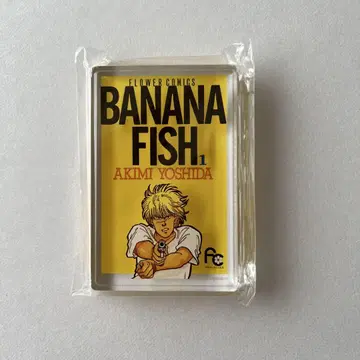 FLOWER COMICS
BANANA
FISH 1
AKIMI YOSHIDA
FC